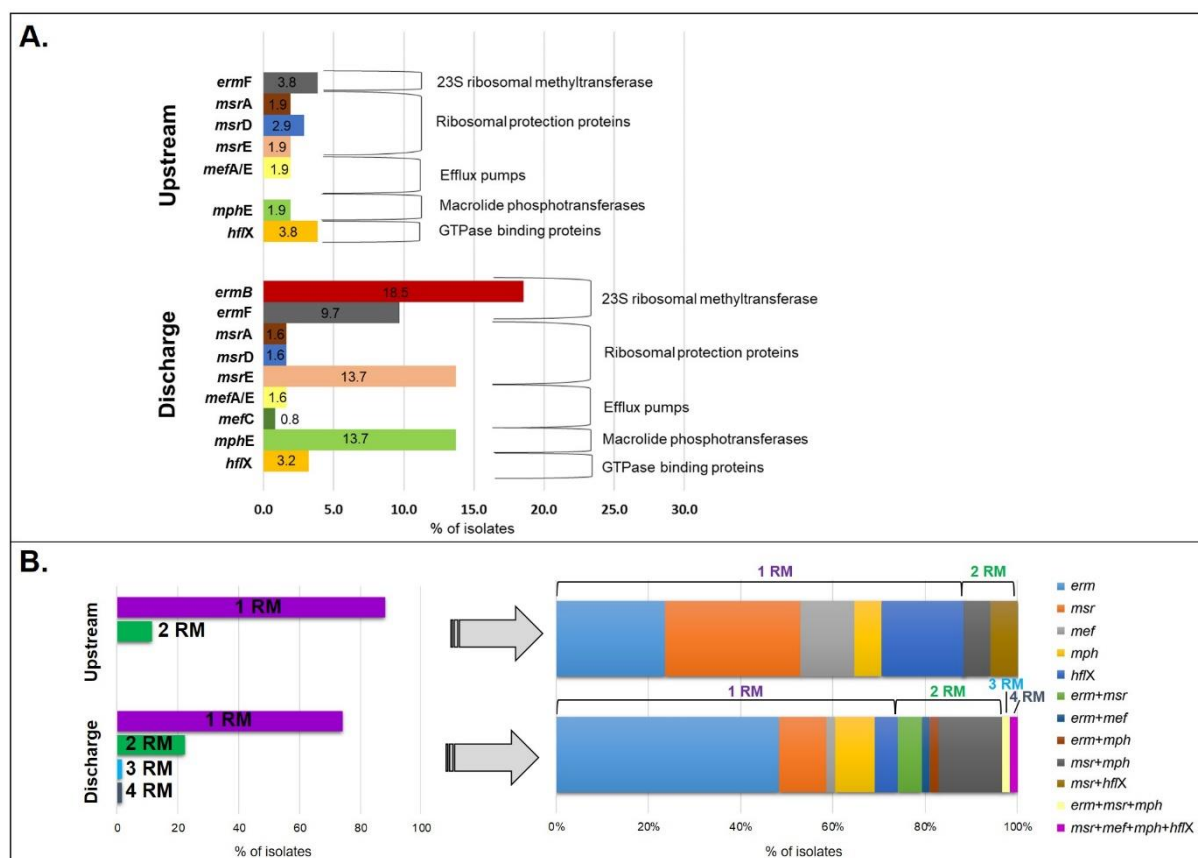 A.
Upstream
ermF 3.8 23S ribosomal methyltransferase
msrA 1.9
msrD 2.9 Ribosomal protection proteins
msrE 1.9
mefA/E 1.9 Efflux pumps
mphE 1.9 Macrolide phosphotransferases
hflX 3.8 GTPase binding proteins
Discharge
ermB 18.5 23S ribosomal methyltransferase
ermF 9.7
msrA 1.6
msrD 1.6 Ribosomal protection proteins
msrE 13.7
mefA/E 1.6 Efflux pumps
mefC 0.8
mphE 13.7 Macrolide phosphotransferases
hflX 3.2 GTPase binding proteins
0.0 5.0 10.0 15.0 20.0 25.0 30.0
% of isolates
B.
Upstream
1 RM
2 RM
Discharge
1 RM
2 RM
3 RM
4 RM
0 20 40 60 80 100
% of isolates
1 RM 2 RM
1 RM 2 RM 3 RM 4 RM
0% 20% 40% 60% 80% 100%
% of isolates
erm
msr
mef
mph
hflX
erm+msr
erm+mef
erm+mph
msr+mph
msr+hflX
erm+msr+mph
msr+mef+mph+hflX